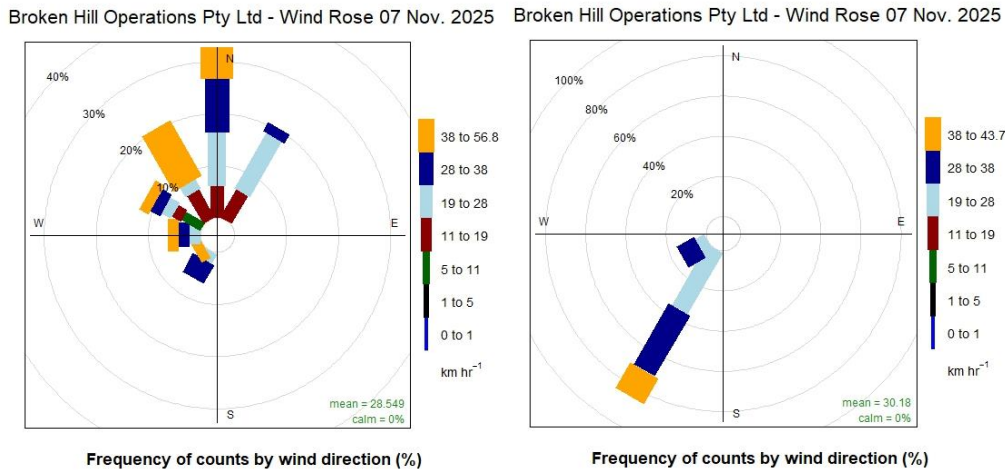 Broken Hill Operations Pty Ltd - Wind Rose 07 Nov. 2025
40%
30%
20%
10%
N
W
E
S
38 to 56.8
28 to 38
19 to 28
11 to 19
5 to 11
1 to 5
0 to 1
km hr⁻¹
mean = 28.549
calm = 0%
Frequency of counts by wind direction (%)
Broken Hill Operations Pty Ltd - Wind Rose 07 Nov. 2025
100%
80%
60%
40%
20%
N
W
E
S
38 to 43.7
28 to 38
19 to 28
11 to 19
5 to 11
1 to 5
0 to 1
km hr⁻¹
mean = 30.18
calm = 0%
Frequency of counts by wind direction (%)